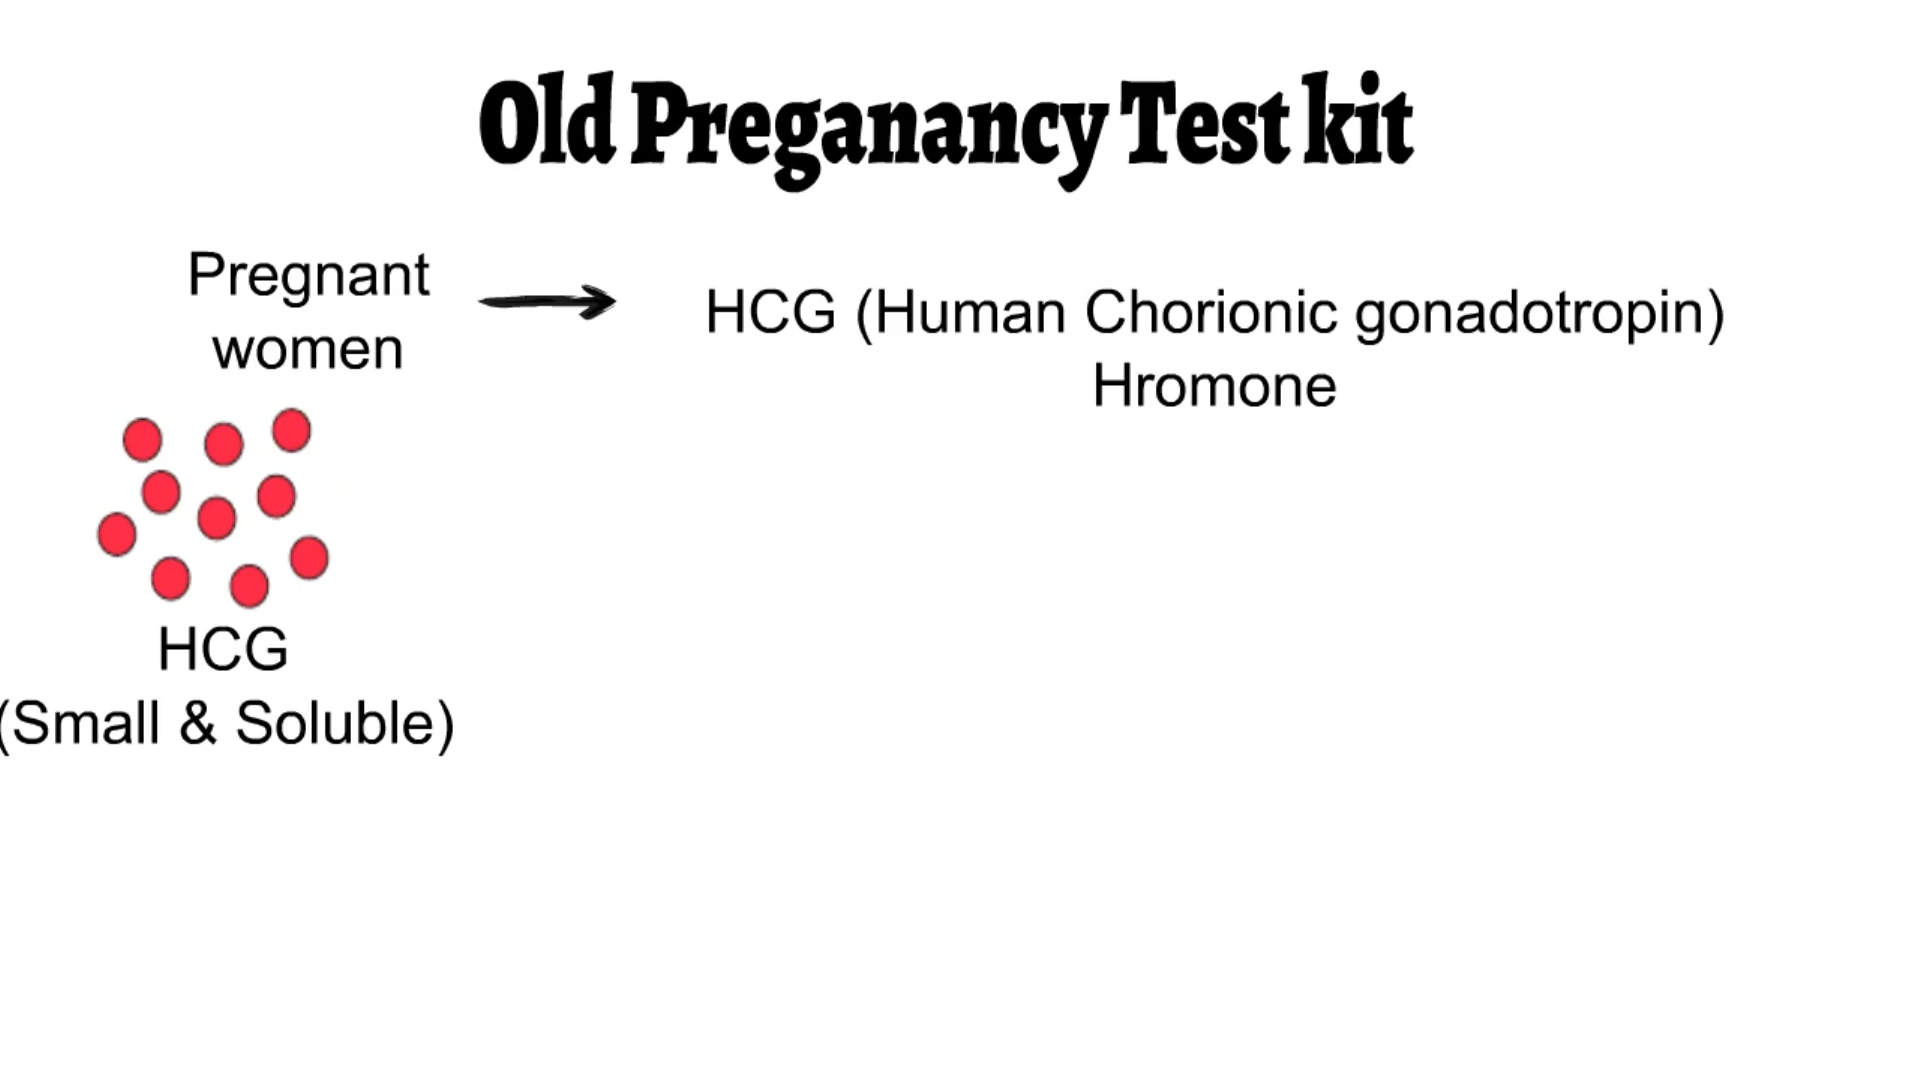 Old Preganancy Test kit
Pregnant
women
HCG (Human Chorionic gonadotropin)
Hromone
HCG
(Small & Soluble)